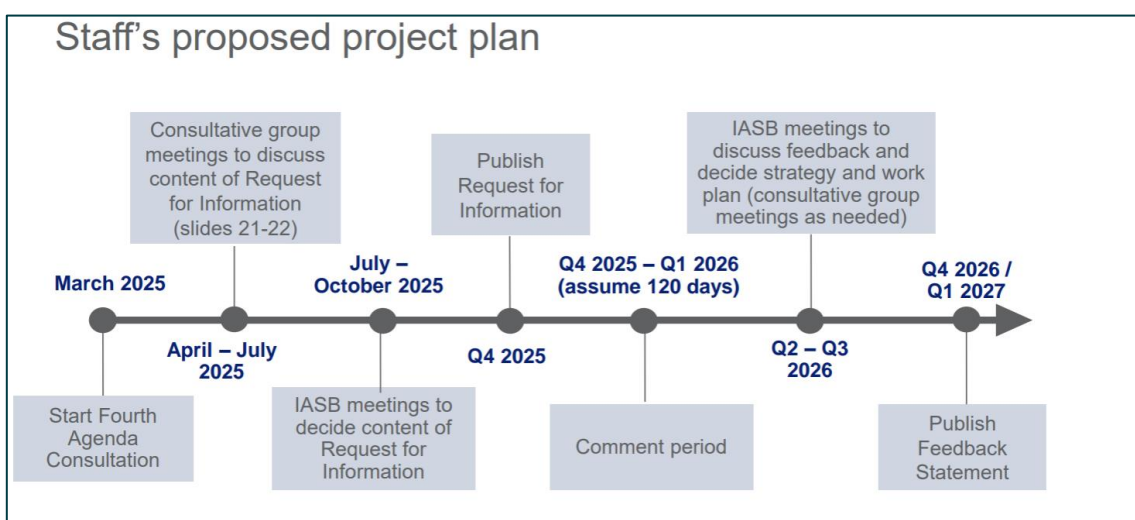 Staff’s proposed project plan
Consultative group
meetings to discuss
content of Request
for Information
(slides 21-22)
Publish
Request for
Information
IASB meetings to
discuss feedback and
decide strategy and work
plan (consultative group
meetings as needed)
March 2025
July –
October 2025
Q4 2025 – Q1 2026
(assume 120 days)
Q4 2026 /
Q1 2027
April – July
2025
Q4 2025
Q2 – Q3
2026
Start Fourth
Agenda
Consultation
IASB meetings to
decide content of
Request for
Information
Comment period
Publish
Feedback
Statement